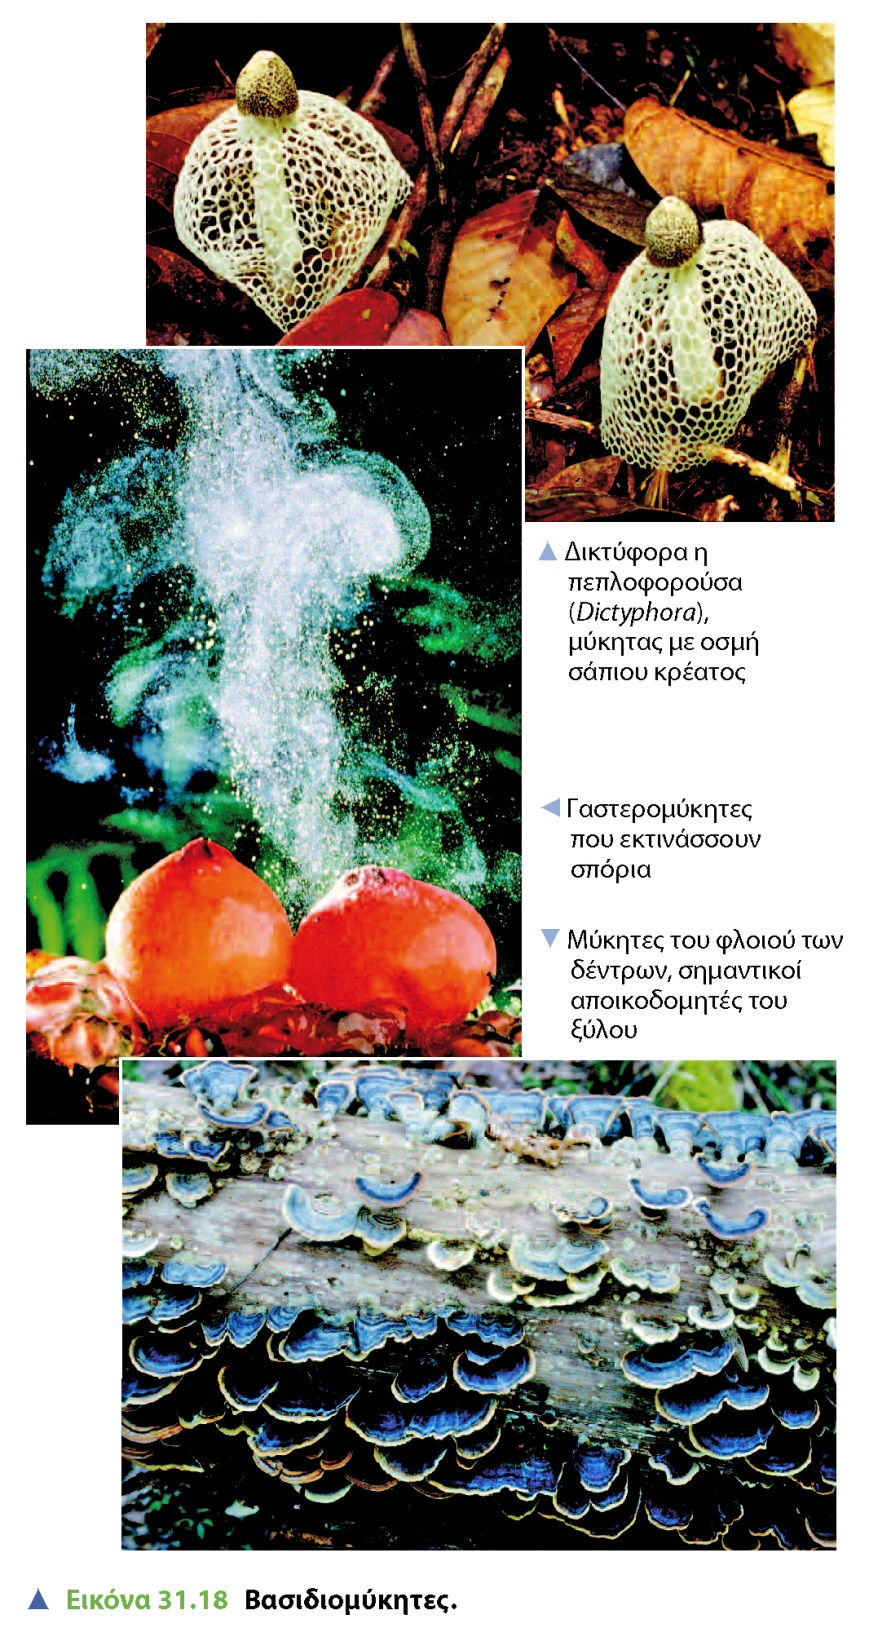 Δικτύφορα η
πεπλοφορούσα
(Dictyphora),
μύκητας με οσμή
σάπιου κρέατος
Γαστερομύκητες
που εκτινάσσουν
σπόρια
Μύκητες του φλοιού των
δέντρων, σημαντικοί
αποικοδομητές του
ξύλου
Εικόνα 31.18 Βασιδιομύκητες.